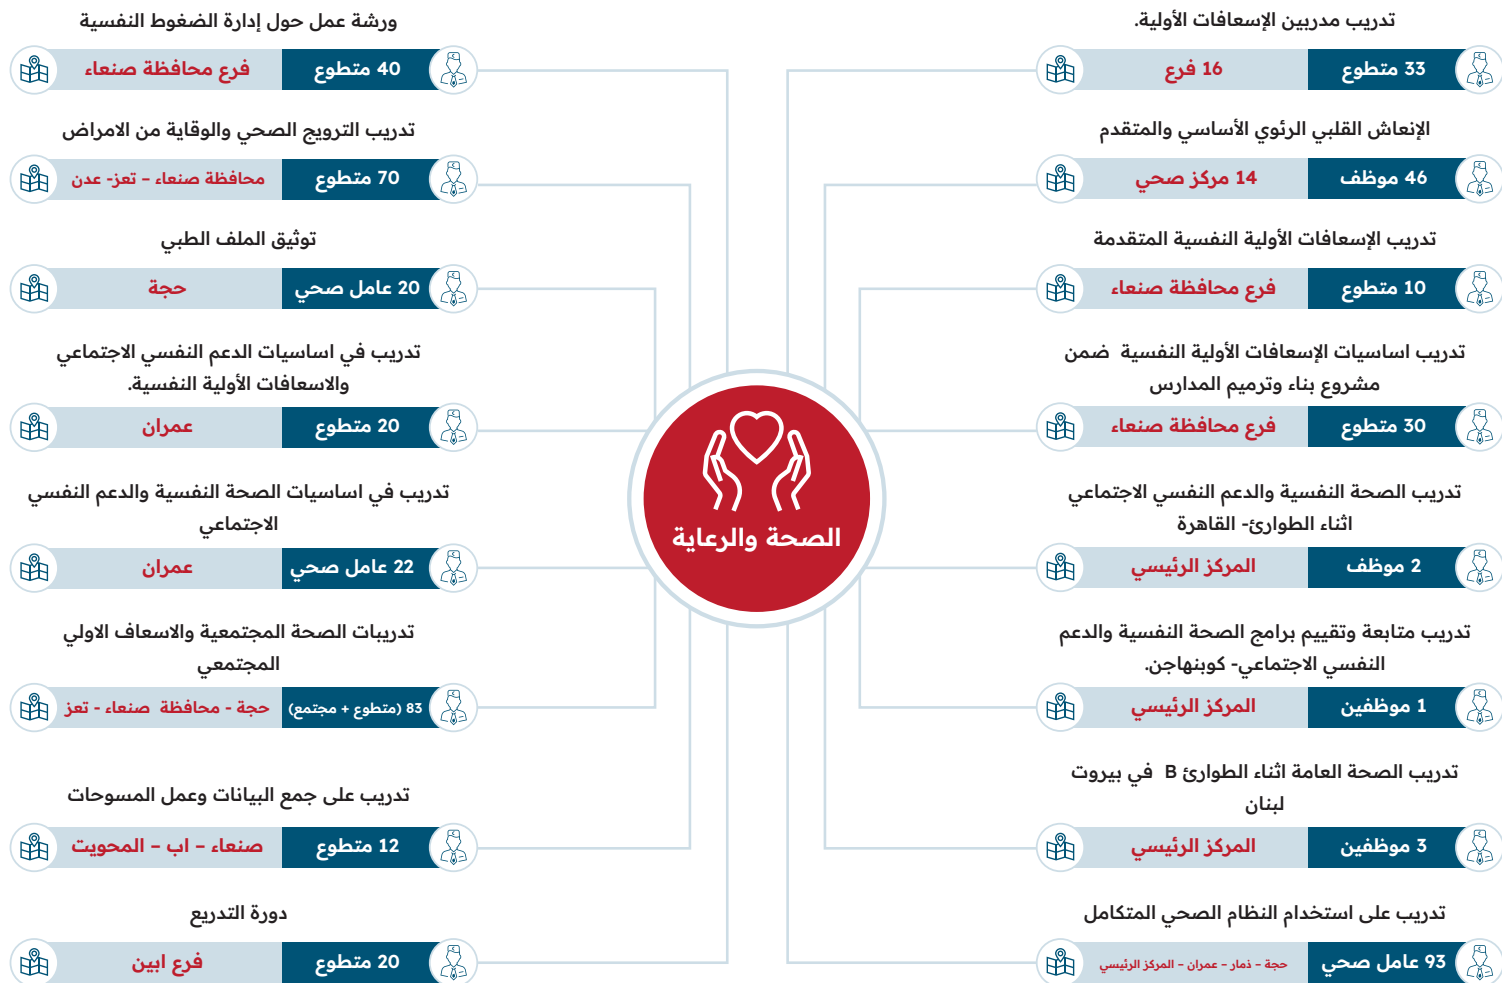 تدريب مدربين الإسعافات الأولية.
33 متطوع
16 فرع
الإنعاش القلبي الرئوي الأساسي والمتقدم
46 موظف
14 مركز صحي
تدريب الإسعافات الأولية النفسية المتقدمة
10 متطوع
فرع محافظة صنعاء
تدريب اساسيات الإسعافات الأولية النفسية ضمن
مشروع بناء وترميم المدارس
30 متطوع
فرع محافظة صنعاء
تدريب الصحة النفسية والدعم النفسي الاجتماعي
اثناء الطوارئ- القاهرة
2 موظف
المركز الرئيسي
تدريب متابعة وتقييم برامج الصحة النفسية والدعم
النفسي الاجتماعي- كوبنهاجن.
1 موظفين
المركز الرئيسي
تدريب الصحة العامة اثناء الطوارئ B في بيروت
لبنان
3 موظفين
المركز الرئيسي
تدريب على استخدام النظام الصحي المتكامل
93 عامل صحي
حجة – ذمار – عمران – المركز الرئيسي
الصحة والرعاية
ورشة عمل حول إدارة الضغوط النفسية
40 متطوع
فرع محافظة صنعاء
تدريب الترويج الصحي والوقاية من الامراض
70 متطوع
محافظة صنعاء – تعز- عدن
توثيق الملف الطبي
20 عامل صحي
حجة
تدريب في اساسيات الدعم النفسي الاجتماعي
والاسعافات الأولية النفسية.
20 متطوع
عمران
تدريب في اساسيات الصحة النفسية والدعم النفسي
الاجتماعي
22 عامل صحي
عمران
تدريبات الصحة المجتمعية والاسعاف الاولي
المجتمعي
83 (متطوع + مجتمع)
حجة - محافظة صنعاء - تعز
تدريب على جمع البيانات وعمل المسوحات
12 متطوع
صنعاء – اب – المحويت
دورة التدريع
20 متطوع
فرع ابين